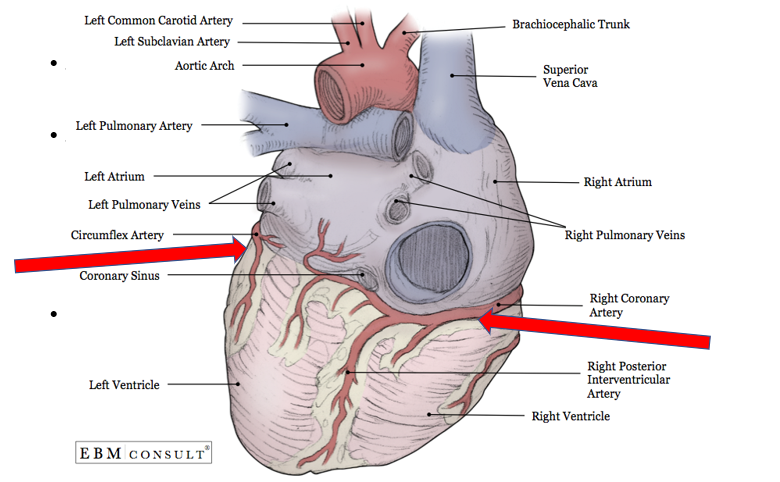 Left Common Carotid Artery
Brachiocephalic Trunk
Left Subclavian Artery
Aortic Arch
Superior
Vena Cava
Left Pulmonary Artery
Left Atrium
Right Atrium
Left Pulmonary Veins
Circumflex Artery
Right Pulmonary Veins
Coronary Sinus
Right Coronary
Artery
Left Ventricle
Right Posterior
Interventricular
Artery
Right Ventricle
EBM CONSULT®